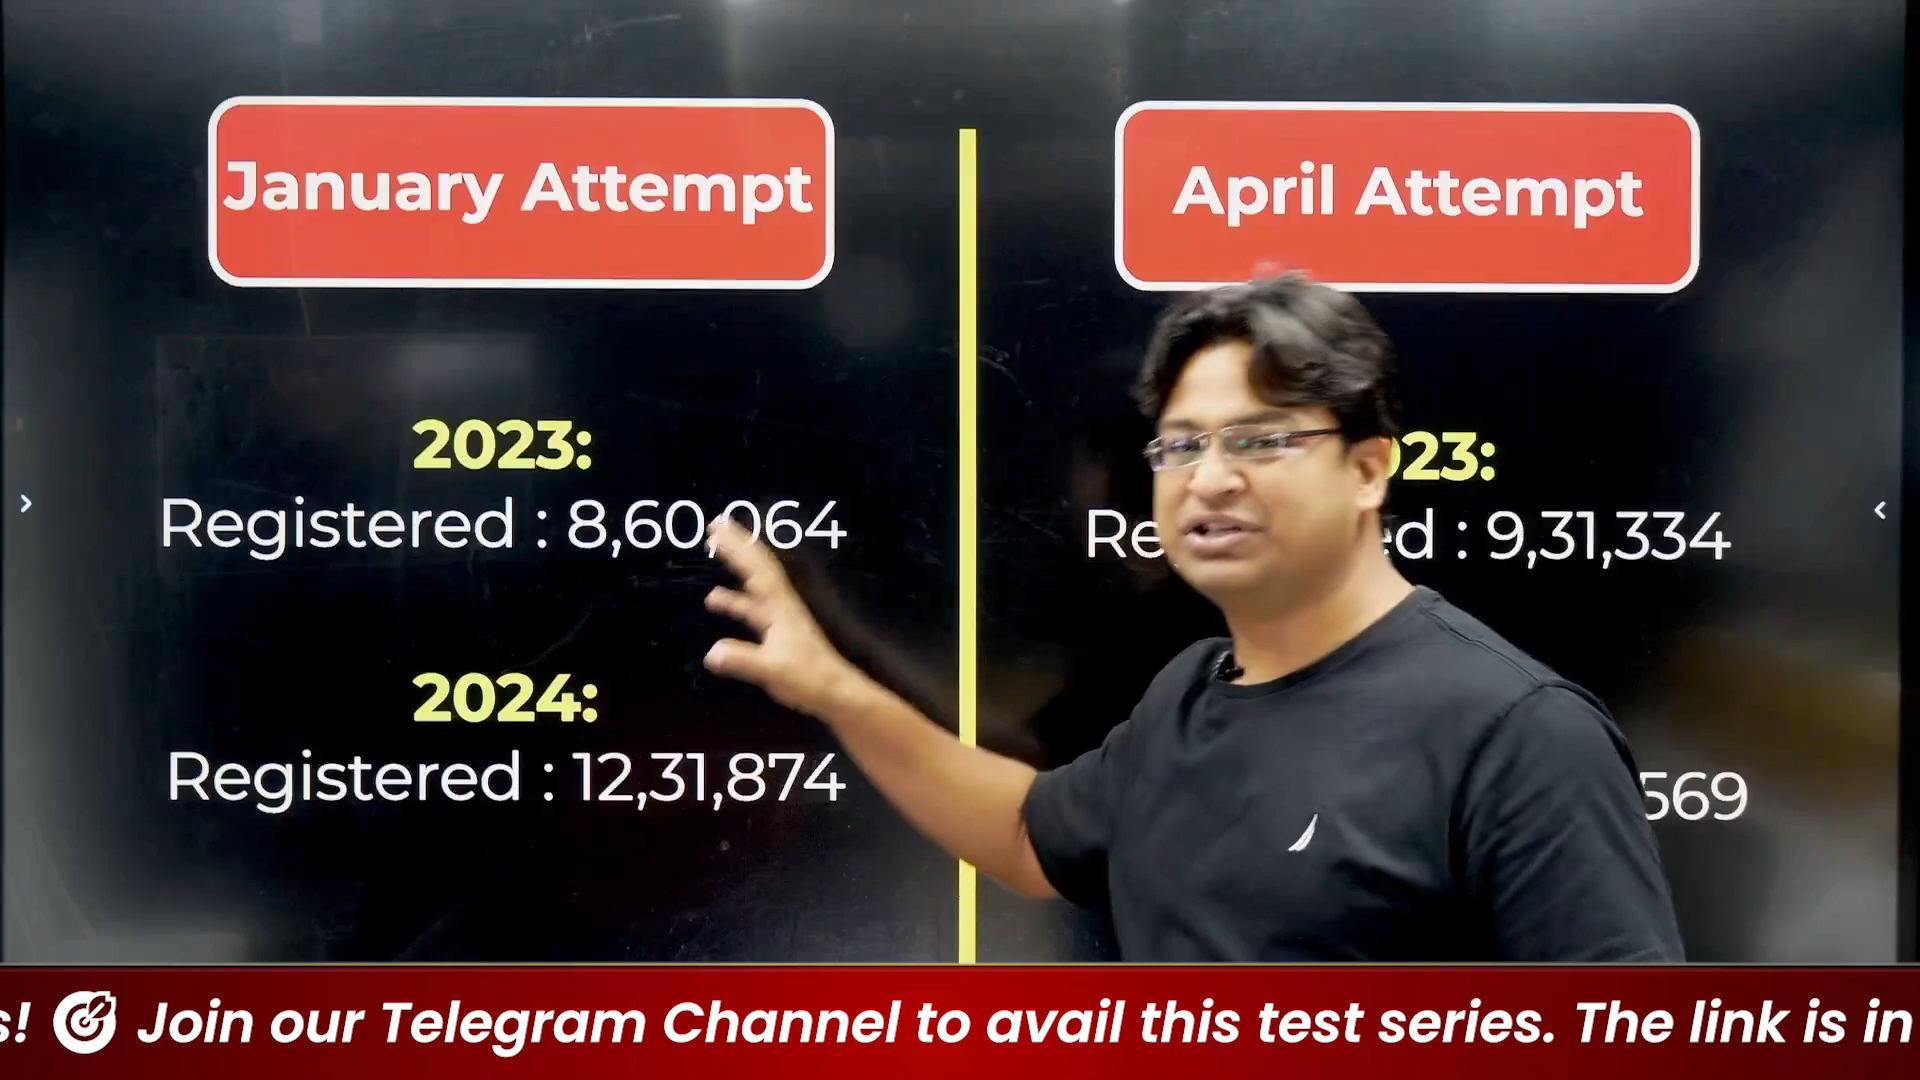 January Attempt
2023:
Registered : 8,60,064
2024:
Registered : 12,31,874
April Attempt
23:
: 9,31,334
569
s! Join our Telegram Channel to avail this test series. The link is in